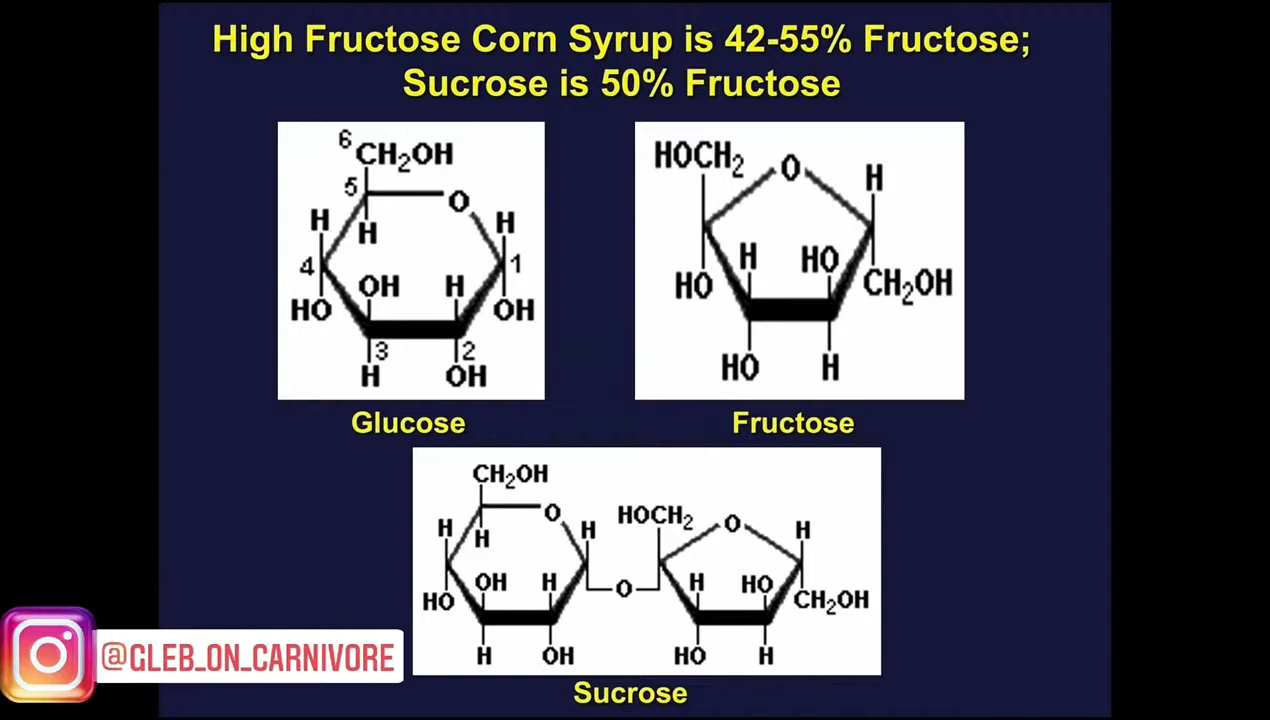 High Fructose Corn Syrup is 42-55% Fructose;
Sucrose is 50% Fructose
6
CH2OH
5
O
H
H
H
4
1
OH
H
HO
OH
3
2
H
OH
Glucose
HOCH2
O
H
H
HO
HO
CH2OH
HO
H
Fructose
CH2OH
O
H
H
H
OH
H
HO
H
OH
O
HOCH2
O
H
H
HO
CH2OH
HO
H
Sucrose
@GLEB_ON_CARNIVORE